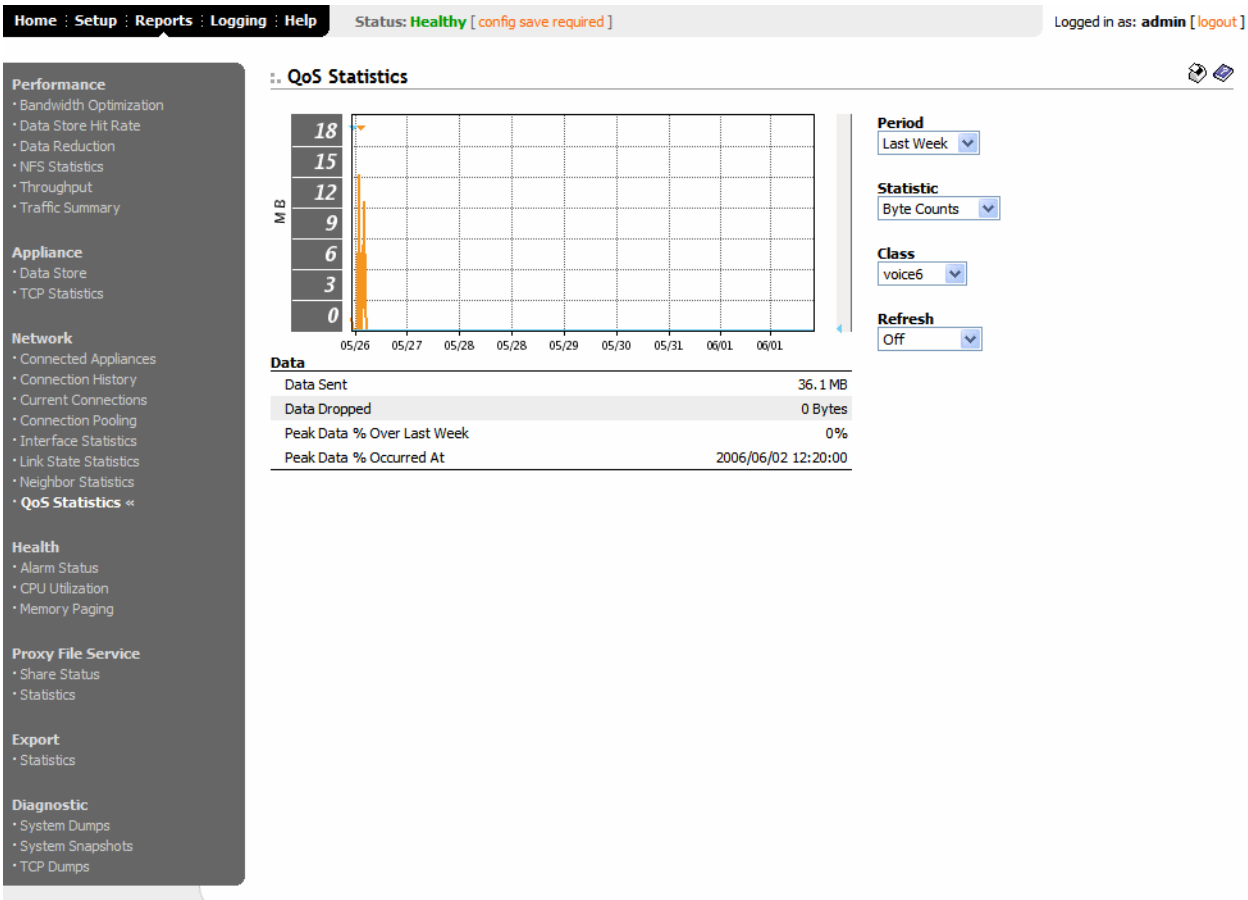 Home Setup Reports Logging Help Status: Healthy [ config save required ] Logged in as: admin [ logout ]
Performance
· Bandwidth Optimization
· Data Store Hit Rate
· Data Reduction
· NFS Statistics
· Throughput
· Traffic Summary
Appliance
· Data Store
· TCP Statistics
Network
· Connected Appliances
· Connection History
· Current Connections
· Connection Pooling
· Interface Statistics
· Link State Statistics
· Neighbor Statistics
· QoS Statistics «
Health
· Alarm Status
· CPU Utilization
· Memory Paging
Proxy File Service
· Share Status
· Statistics
Export
· Statistics
Diagnostic
· System Dumps
· System Snapshots
· TCP Dumps
:. QoS Statistics
MB
18
15
12
9
6
3
0
05/26 05/27 05/28 05/28 05/29 05/30 05/31 06/01 06/01
Data
Data Sent 36.1 MB
Data Dropped 0 Bytes
Peak Data % Over Last Week 0%
Peak Data % Occurred At 2006/06/02 12:20:00
Period
Last Week
Statistic
Byte Counts
Class
voice6
Refresh
Off